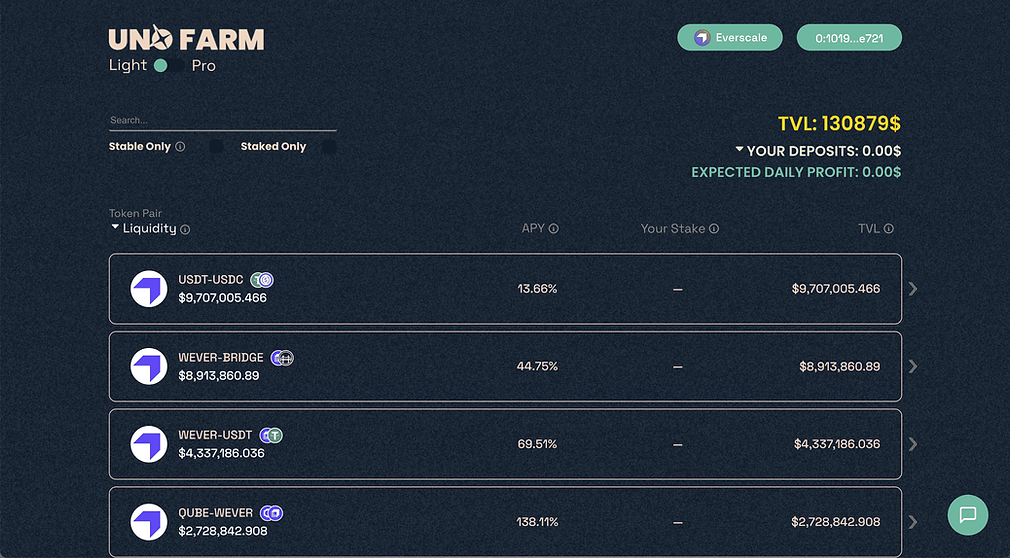 UNO FARM
Everscale
0:1019...e721
Light
Pro
Search...
TVL: 130879$
Stable Only
Staked Only
YOUR DEPOSITS: 0.00$
EXPECTED DAILY PROFIT: 0.00$
Token Pair
Liquidity
APY
Your Stake
TVL
USDT-USDC
$9,707,005.466
13.66%
—
$9,707,005.466
WEVER-BRIDGE
$8,913,860.89
44.75%
—
$8,913,860.89
WEVER-USDT
$4,337,186.036
69.51%
—
$4,337,186.036
QUBE-WEVER
$2,728,842.908
138.11%
—
$2,728,842.908